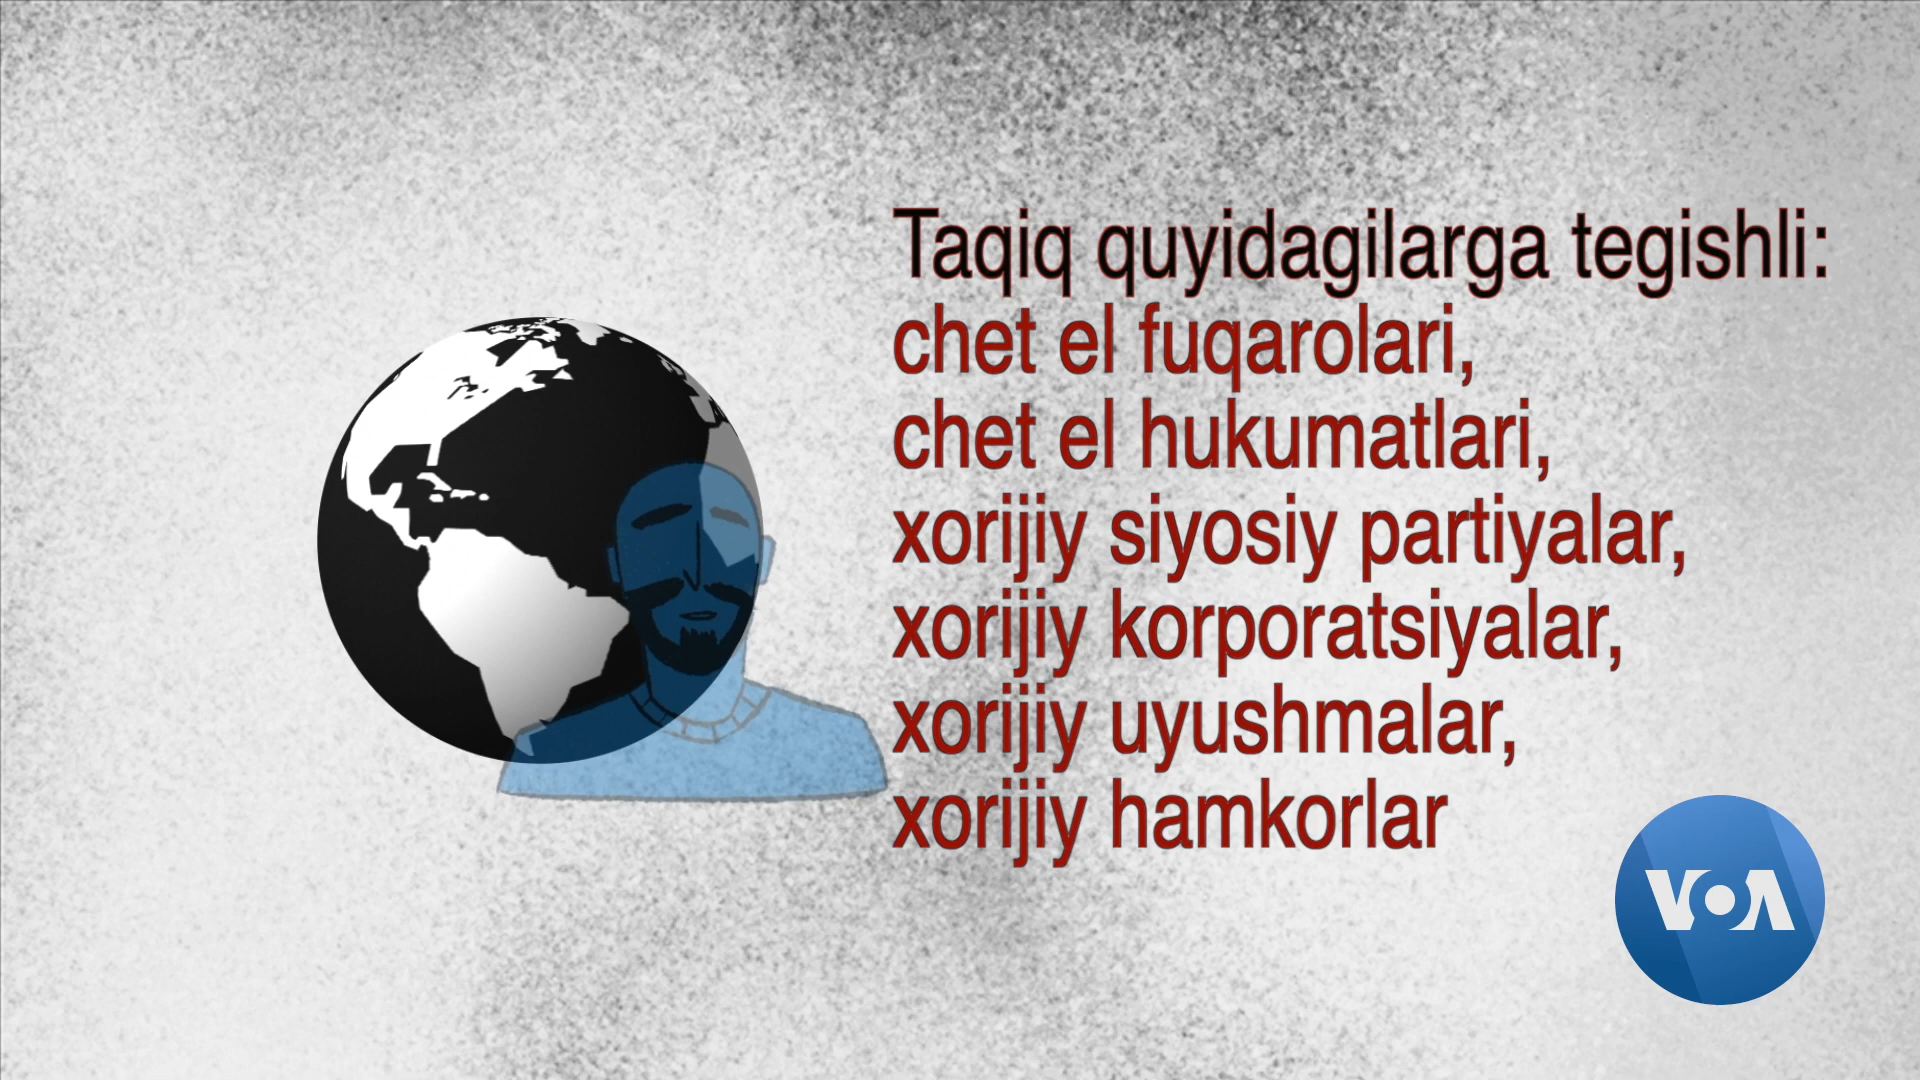 Taqiq quyidagilarga tegishli:
chet el fuqarolari,
chet el hukumatlari,
xorijiy siyosiy partiyalar,
xorijiy korporatsiyalar,
xorijiy uyushmalar,
xorijiy hamkorlar
VOA